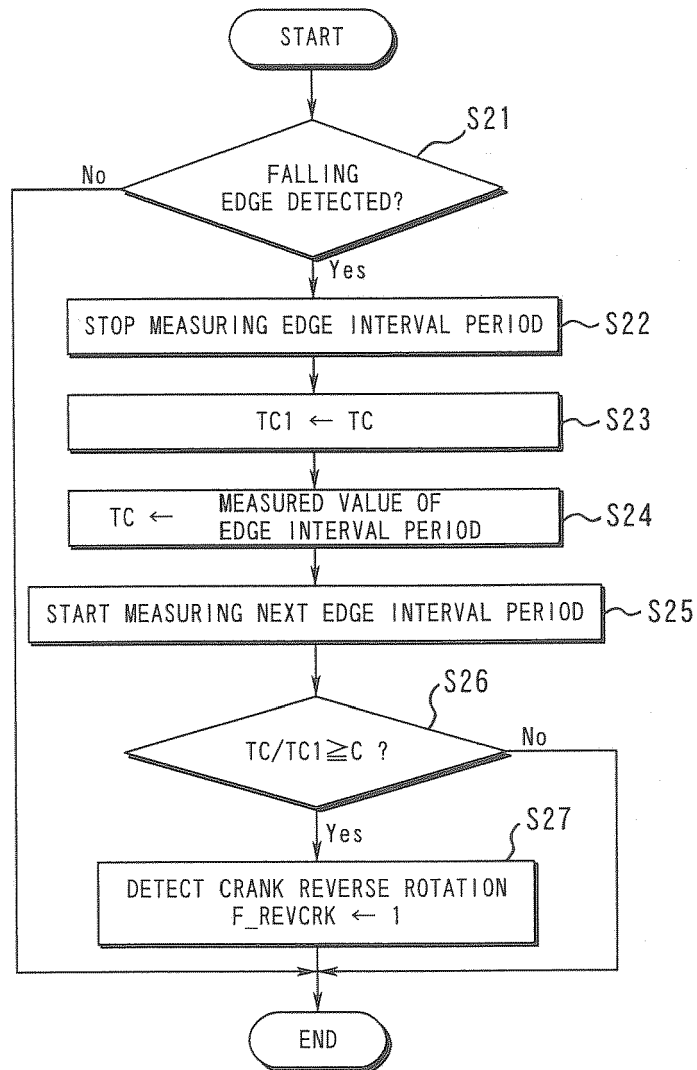 START
S21
No
FALLING
EDGE DETECTED?
Yes
STOP MEASURING EDGE INTERVAL PERIOD
S22
TC1 ← TC
S23
TC ← MEASURED VALUE OF
EDGE INTERVAL PERIOD
S24
START MEASURING NEXT EDGE INTERVAL PERIOD
S25
S26
TC/TC1≧C ?
No
Yes
S27
DETECT CRANK REVERSE ROTATION
F_REVCRK ← 1
END